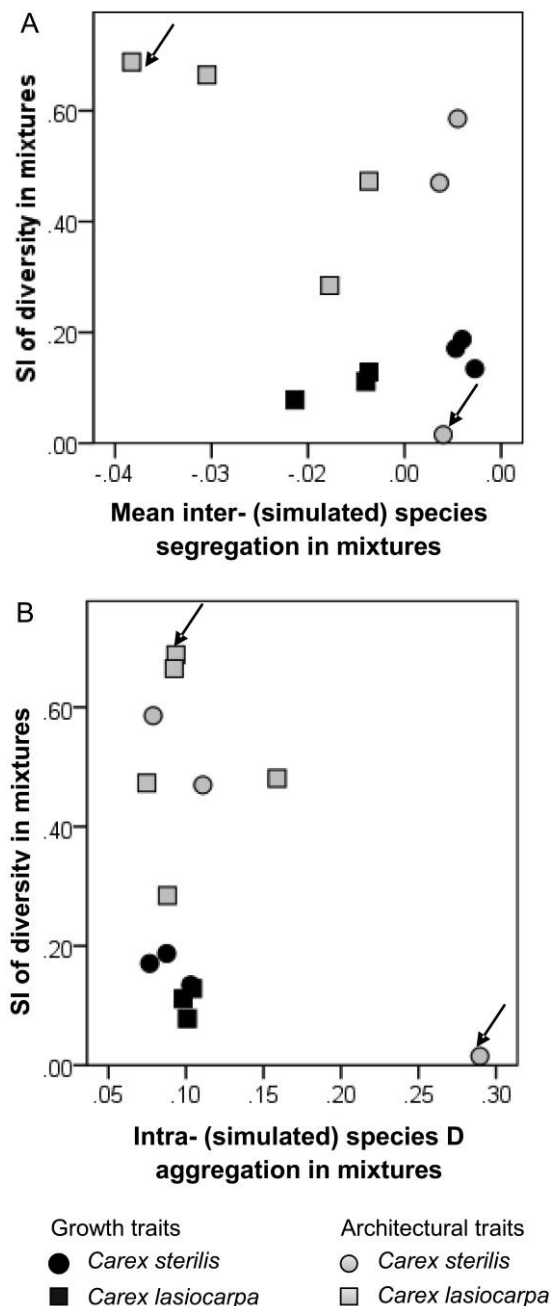 A
SI of diversity in mixtures
.60
.40
.20
.00
-.04
-.03
-.02
.00
.00
Mean inter- (simulated) species
segregation in mixtures
B
SI of diversity in mixtures
.60
.40
.20
.00
.05
.10
.15
.20
.25
.30
Intra- (simulated) species D
aggregation in mixtures
Growth traits
Carex sterilis
Carex lasiocarpa
Architectural traits
Carex sterilis
Carex lasiocarpa